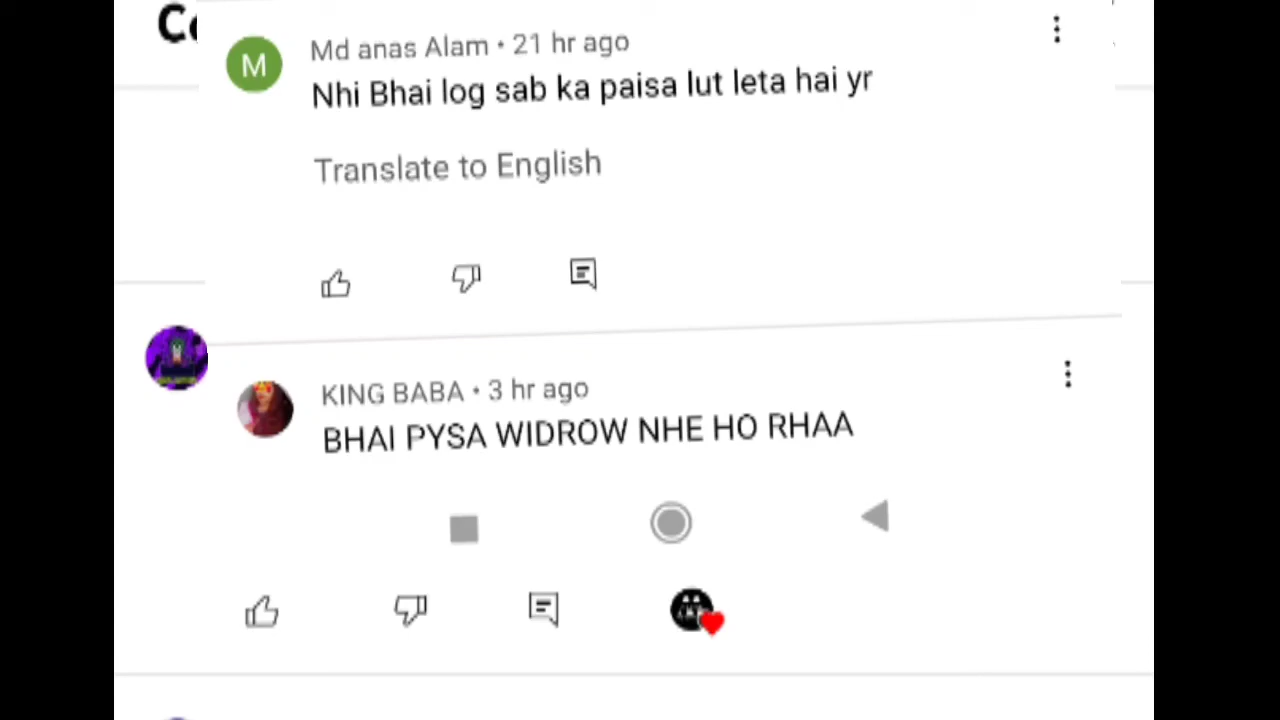 Co
M
Md anas Alam • 21 hr ago
Nhi Bhai log sab ka paisa lut leta hai yr
Translate to English
KING BABA • 3 hr ago
BHAI PYSA WIDROW NHE HO RHAA